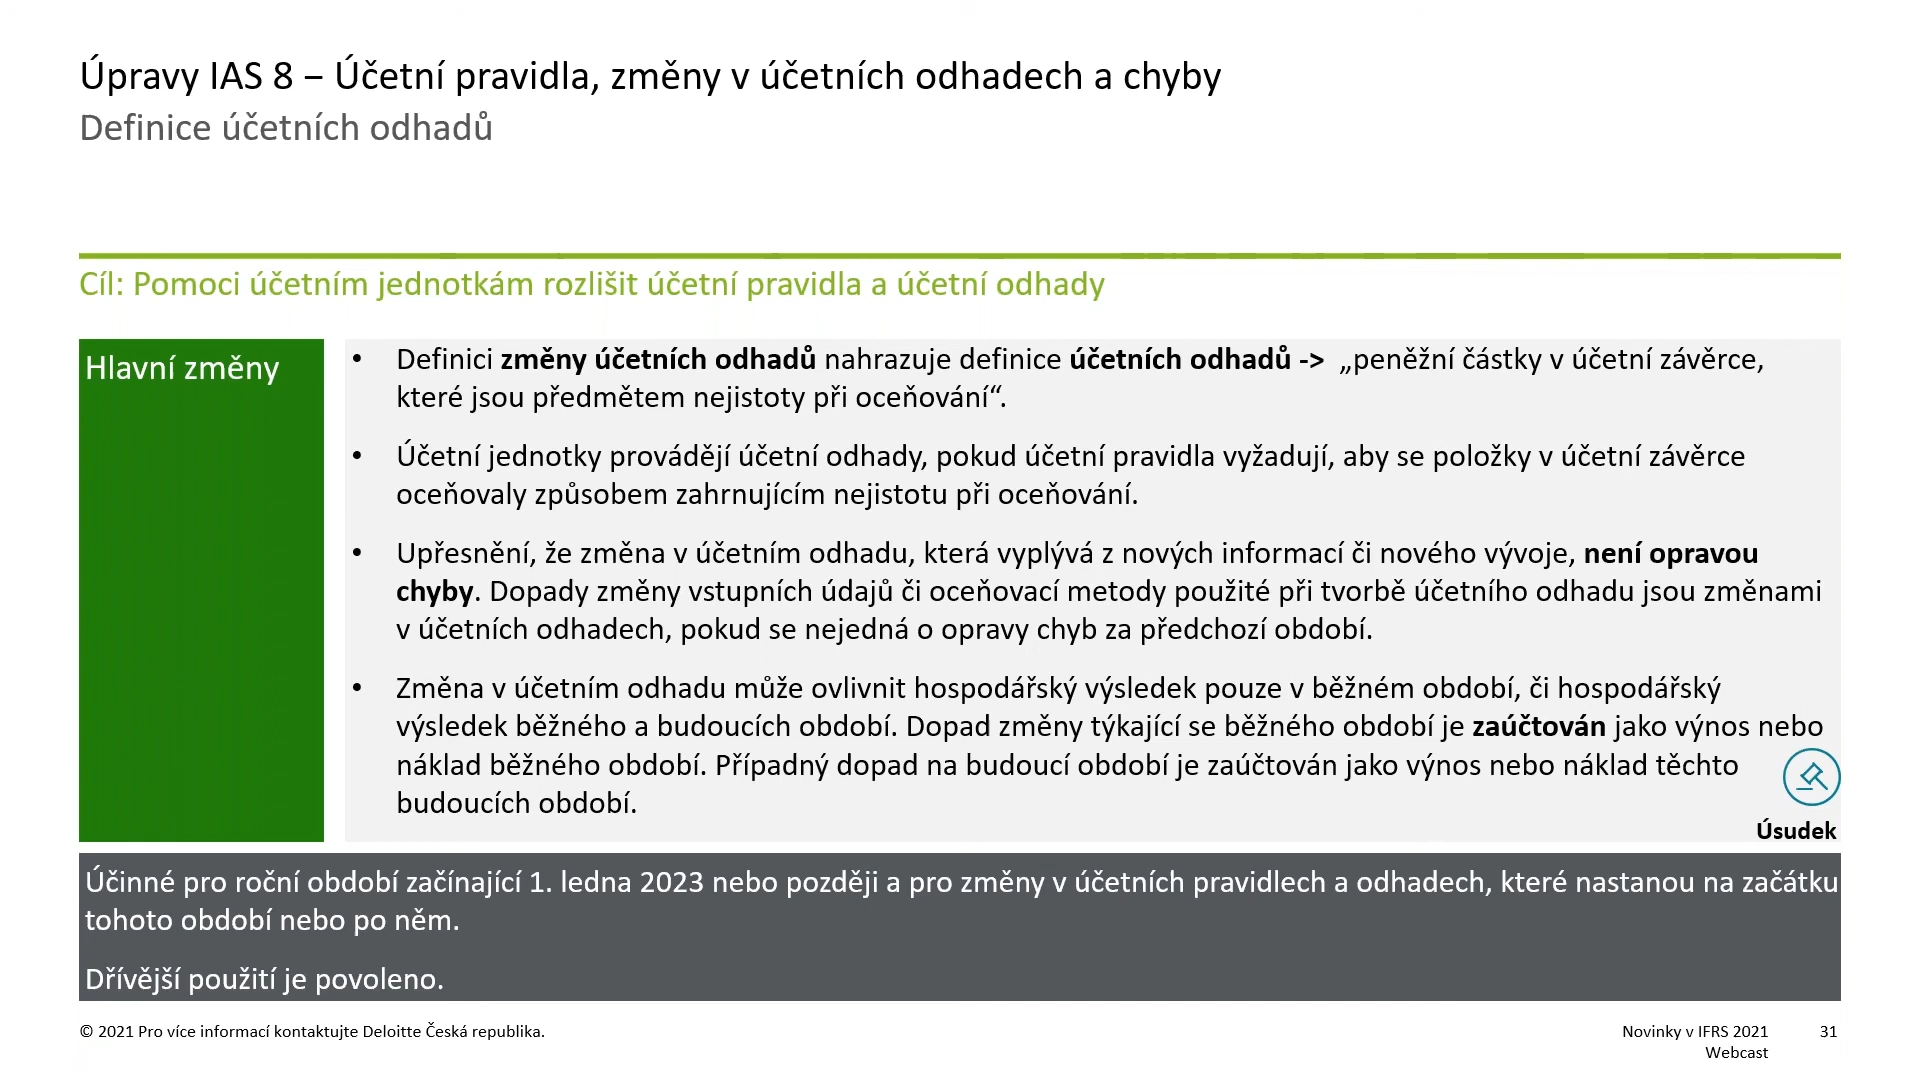 Úpravy IAS 8 – Účetní pravidla, změny v účetních odhadech a chyby
Definice účetních odhadů
Cíl: Pomoci účetním jednotkám rozlišit účetní pravidla a účetní odhady
Hlavní změny
• Definici změny účetních odhadů nahrazuje definice účetních odhadů -> „peněžní částky v účetní závěrce,
které jsou předmětem nejistoty při oceňování“.
• Účetní jednotky provádějí účetní odhady, pokud účetní pravidla vyžadují, aby se položky v účetní závěrce
oceňovaly způsobem zahrnujícím nejistotu při oceňování.
• Upřesnění, že změna v účetním odhadu, která vyplývá z nových informací či nového vývoje, není opravou
chyby. Dopady změny vstupních údajů či oceňovací metody použité při tvorbě účetního odhadu jsou změnami
v účetních odhadech, pokud se nejedná o opravy chyb za předchozí období.
• Změna v účetním odhadu může ovlivnit hospodářský výsledek pouze v běžném období, či hospodářský
výsledek běžného a budoucích období. Dopad změny týkající se běžného období je zaúčtován jako výnos nebo
náklad běžného období. Případný dopad na budoucí období je zaúčtován jako výnos nebo náklad těchto
budoucích období.
Úsudek
Účinné pro roční období začínající 1. ledna 2023 nebo později a pro změny v účetních pravidlech a odhadech, které nastanou na začátku
tohoto období nebo po něm.
Dřívější použití je povoleno.
© 2021 Pro více informací kontaktujte Deloitte Česká republika.
Novinky v IFRS 2021
Webcast
31